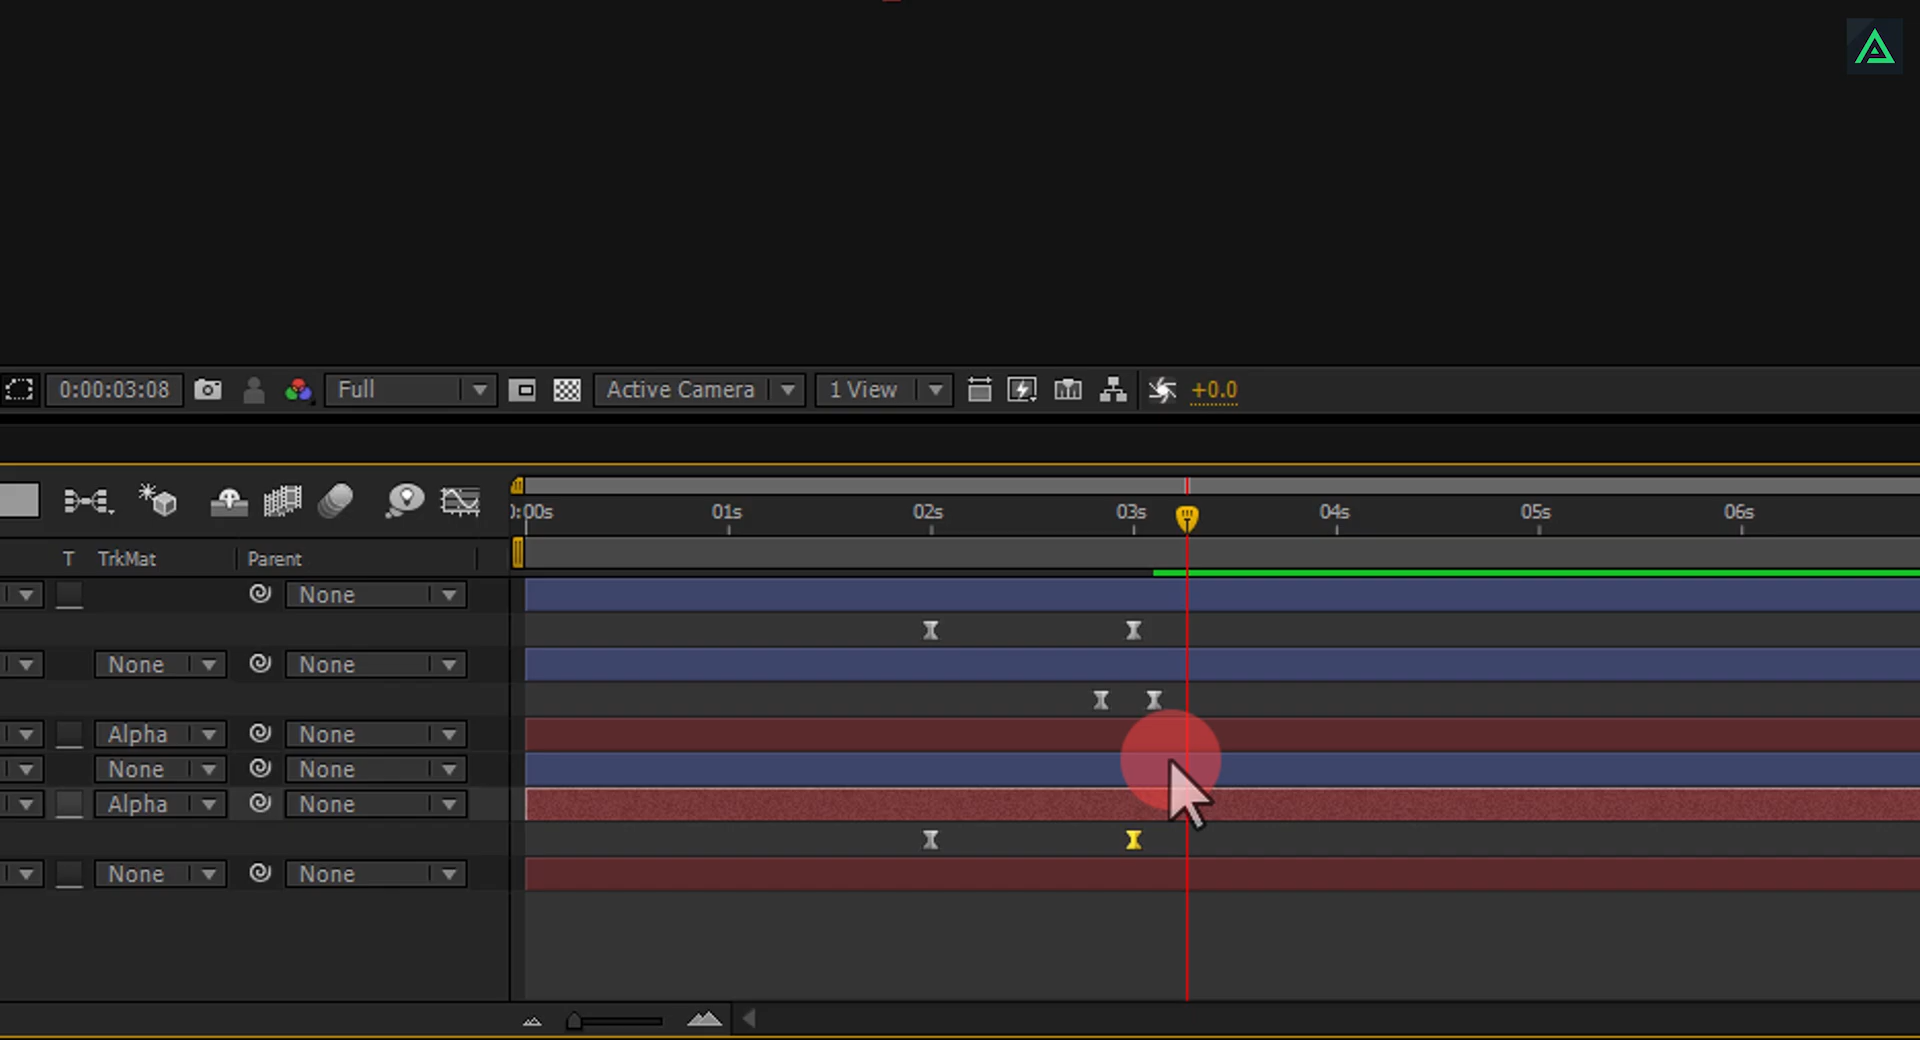 0:00:03:08 Full Active Camera 1 View +0.0
0:00s 01s 02s 03s 04s 05s 06s
T TrkMat Parent
None
None None
Alpha None
None None
Alpha None
None None